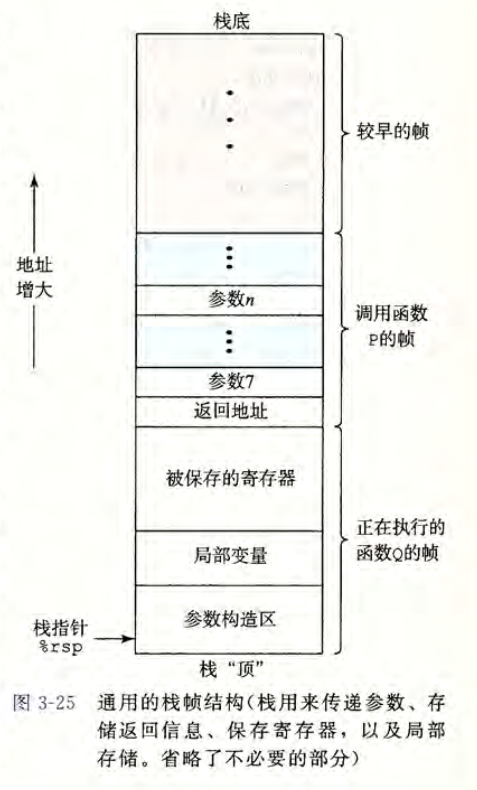 栈底
较早的帧
地址
增大
参数n
调用函数
P的帧
参数7
返回地址
被保存的寄存器
正在执行的
函数Q的帧
局部变量
参数构造区
栈指针
%rsp
栈“顶”
图 3-25 通用的栈帧结构(栈用来传递参数、存
储返回信息、保存寄存器，以及局部
存储。省略了不必要的部分)